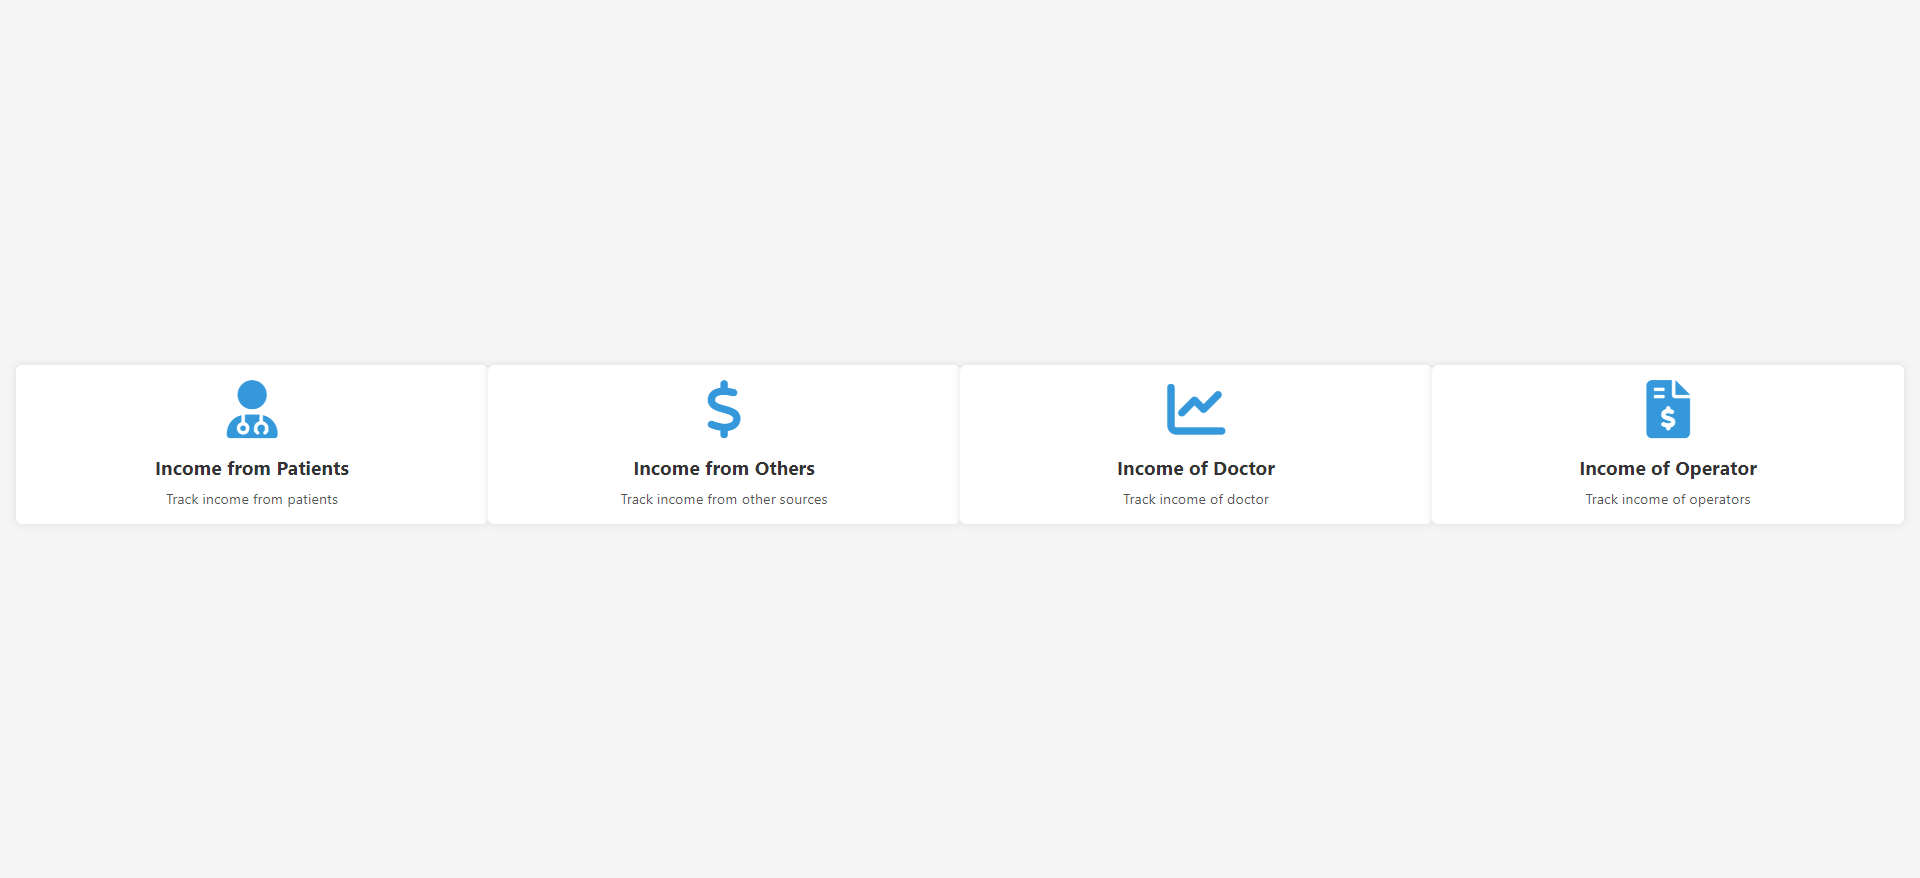 Income from Patients
Track income from patients
Income from Others
Track income from other sources
Income of Doctor
Track income of doctor
Income of Operator
Track income of operators